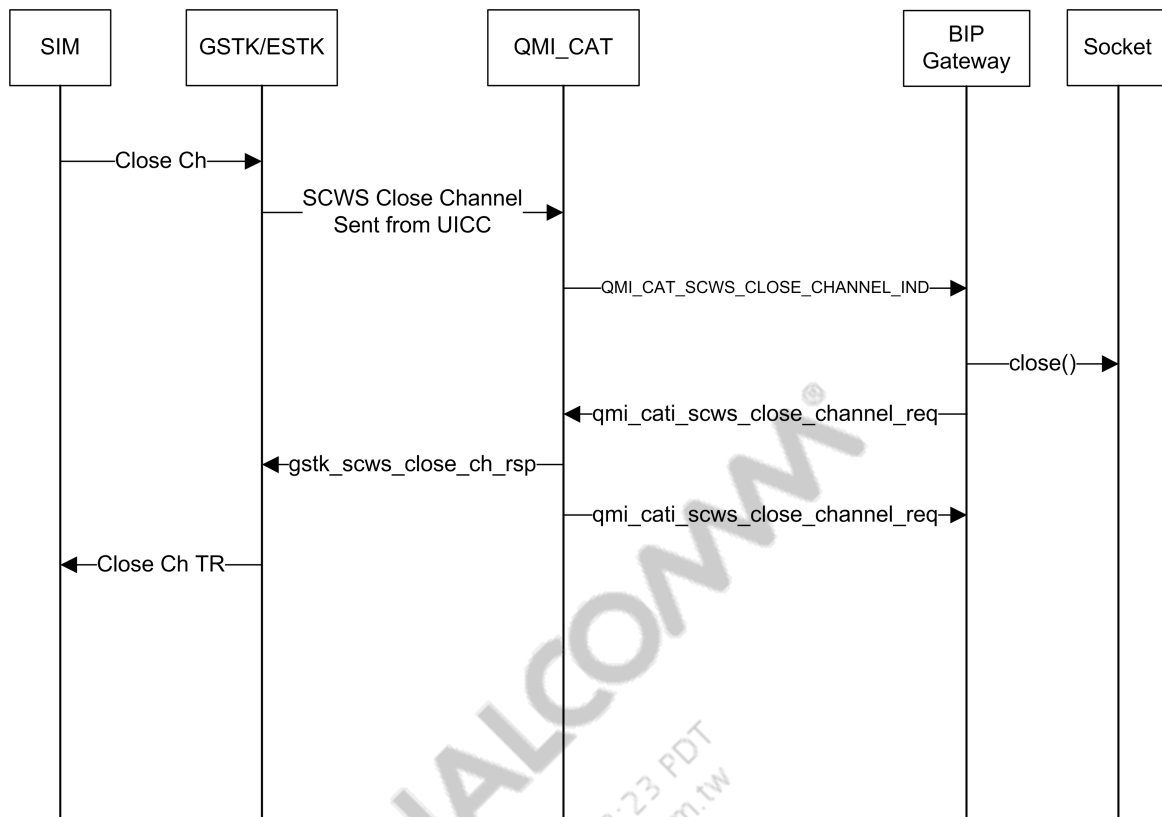 SIM
GSTK/ESTK
QMI_CAT
BIP
Gateway
Socket
Close Ch
SCWS Close Channel
Sent from UICC
QMI_CAT_SCWS_CLOSE_CHANNEL_IND
close()
qmi_cati_scws_close_channel_req
gstk_scws_close_ch_rsp
qmi_cati_scws_close_channel_req
Close Ch TR